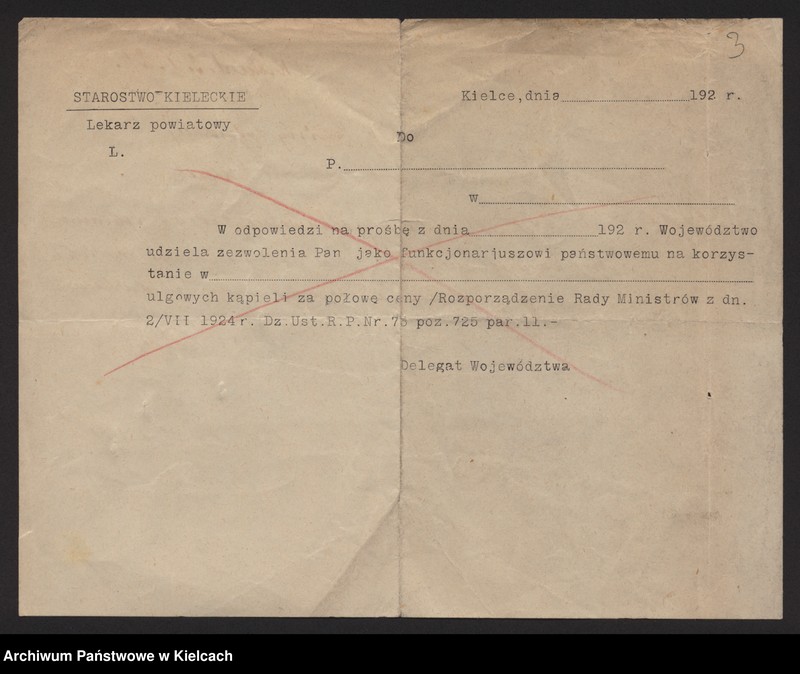 3
STAROSTWO KIELECKIE
Kielce,dnia 192 r.
Lekarz powiatowy
Do
L.
P.
w
W odpowiedzi na prośbę z dnia 192 r. Województwo
udziela zezwolenia Pan jako funkcjonarjuszowi państwowemu na korzys-
tanie w
ulgowych kąpieli za połowę ceny /Rozporządzenie Rady Ministrów z dn.
2/VII 1924r. Dz.Ust.R.P.Nr.73 poz.725 par.11.-
Delegat Województwa
Archiwum Państwowe w Kielcach